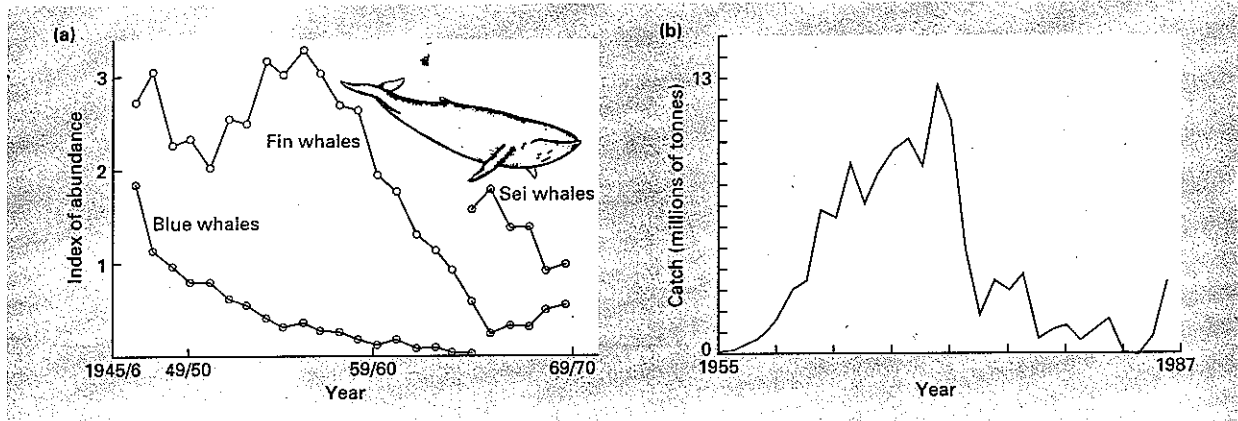 (a)
3
2
1
Index of abundance
Fin whales
Blue whales
Sei whales
1945/6 49/50 59/60 69/70
Year
(b)
13
0
Catch (millions of tonnes)
1955 1987
Year